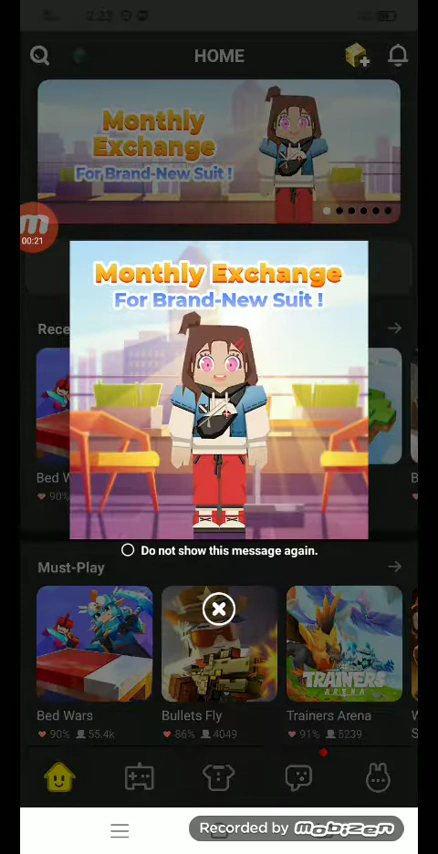 HOME
Monthly
Exchange
For Brand-New Suit !
00:21
Monthly Exchange
For Brand-New Suit !
Rece
Bed W
90%
B
Do not show this message again.
Must-Play
Bed Wars
Bullets Fly
Trainers Arena
W
S
90% 55.4k
86% 4049
91% 5239
TRAINERS
ARENA
Recorded by MOBIZEN